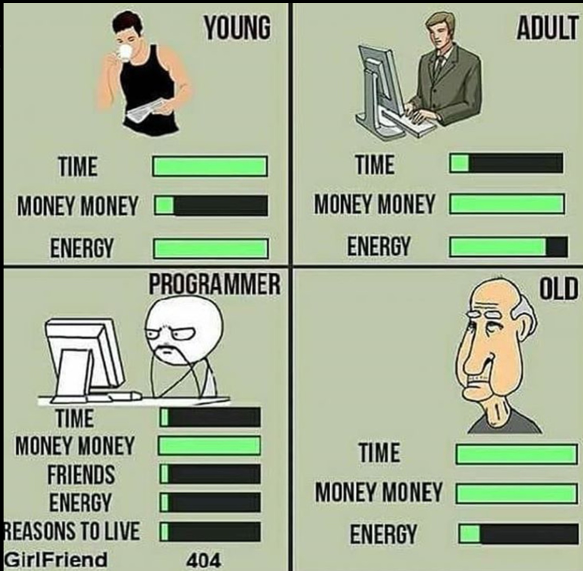 YOUNG
TIME
MONEY MONEY
ENERGY
ADULT
TIME
MONEY MONEY
ENERGY
PROGRAMMER
TIME
MONEY MONEY
FRIENDS
ENERGY
REASONS TO LIVE
GirlFriend 404
OLD
TIME
MONEY MONEY
ENERGY